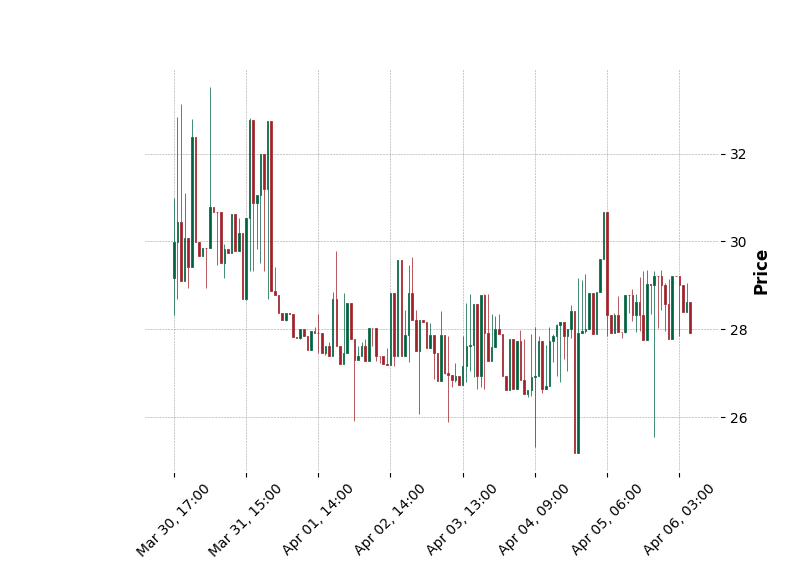 32
30
28
26
Price
Mar 30, 17:00
Mar 31, 15:00
Apr 01, 14:00
Apr 02, 14:00
Apr 03, 13:00
Apr 04, 09:00
Apr 05, 06:00
Apr 06, 03:00